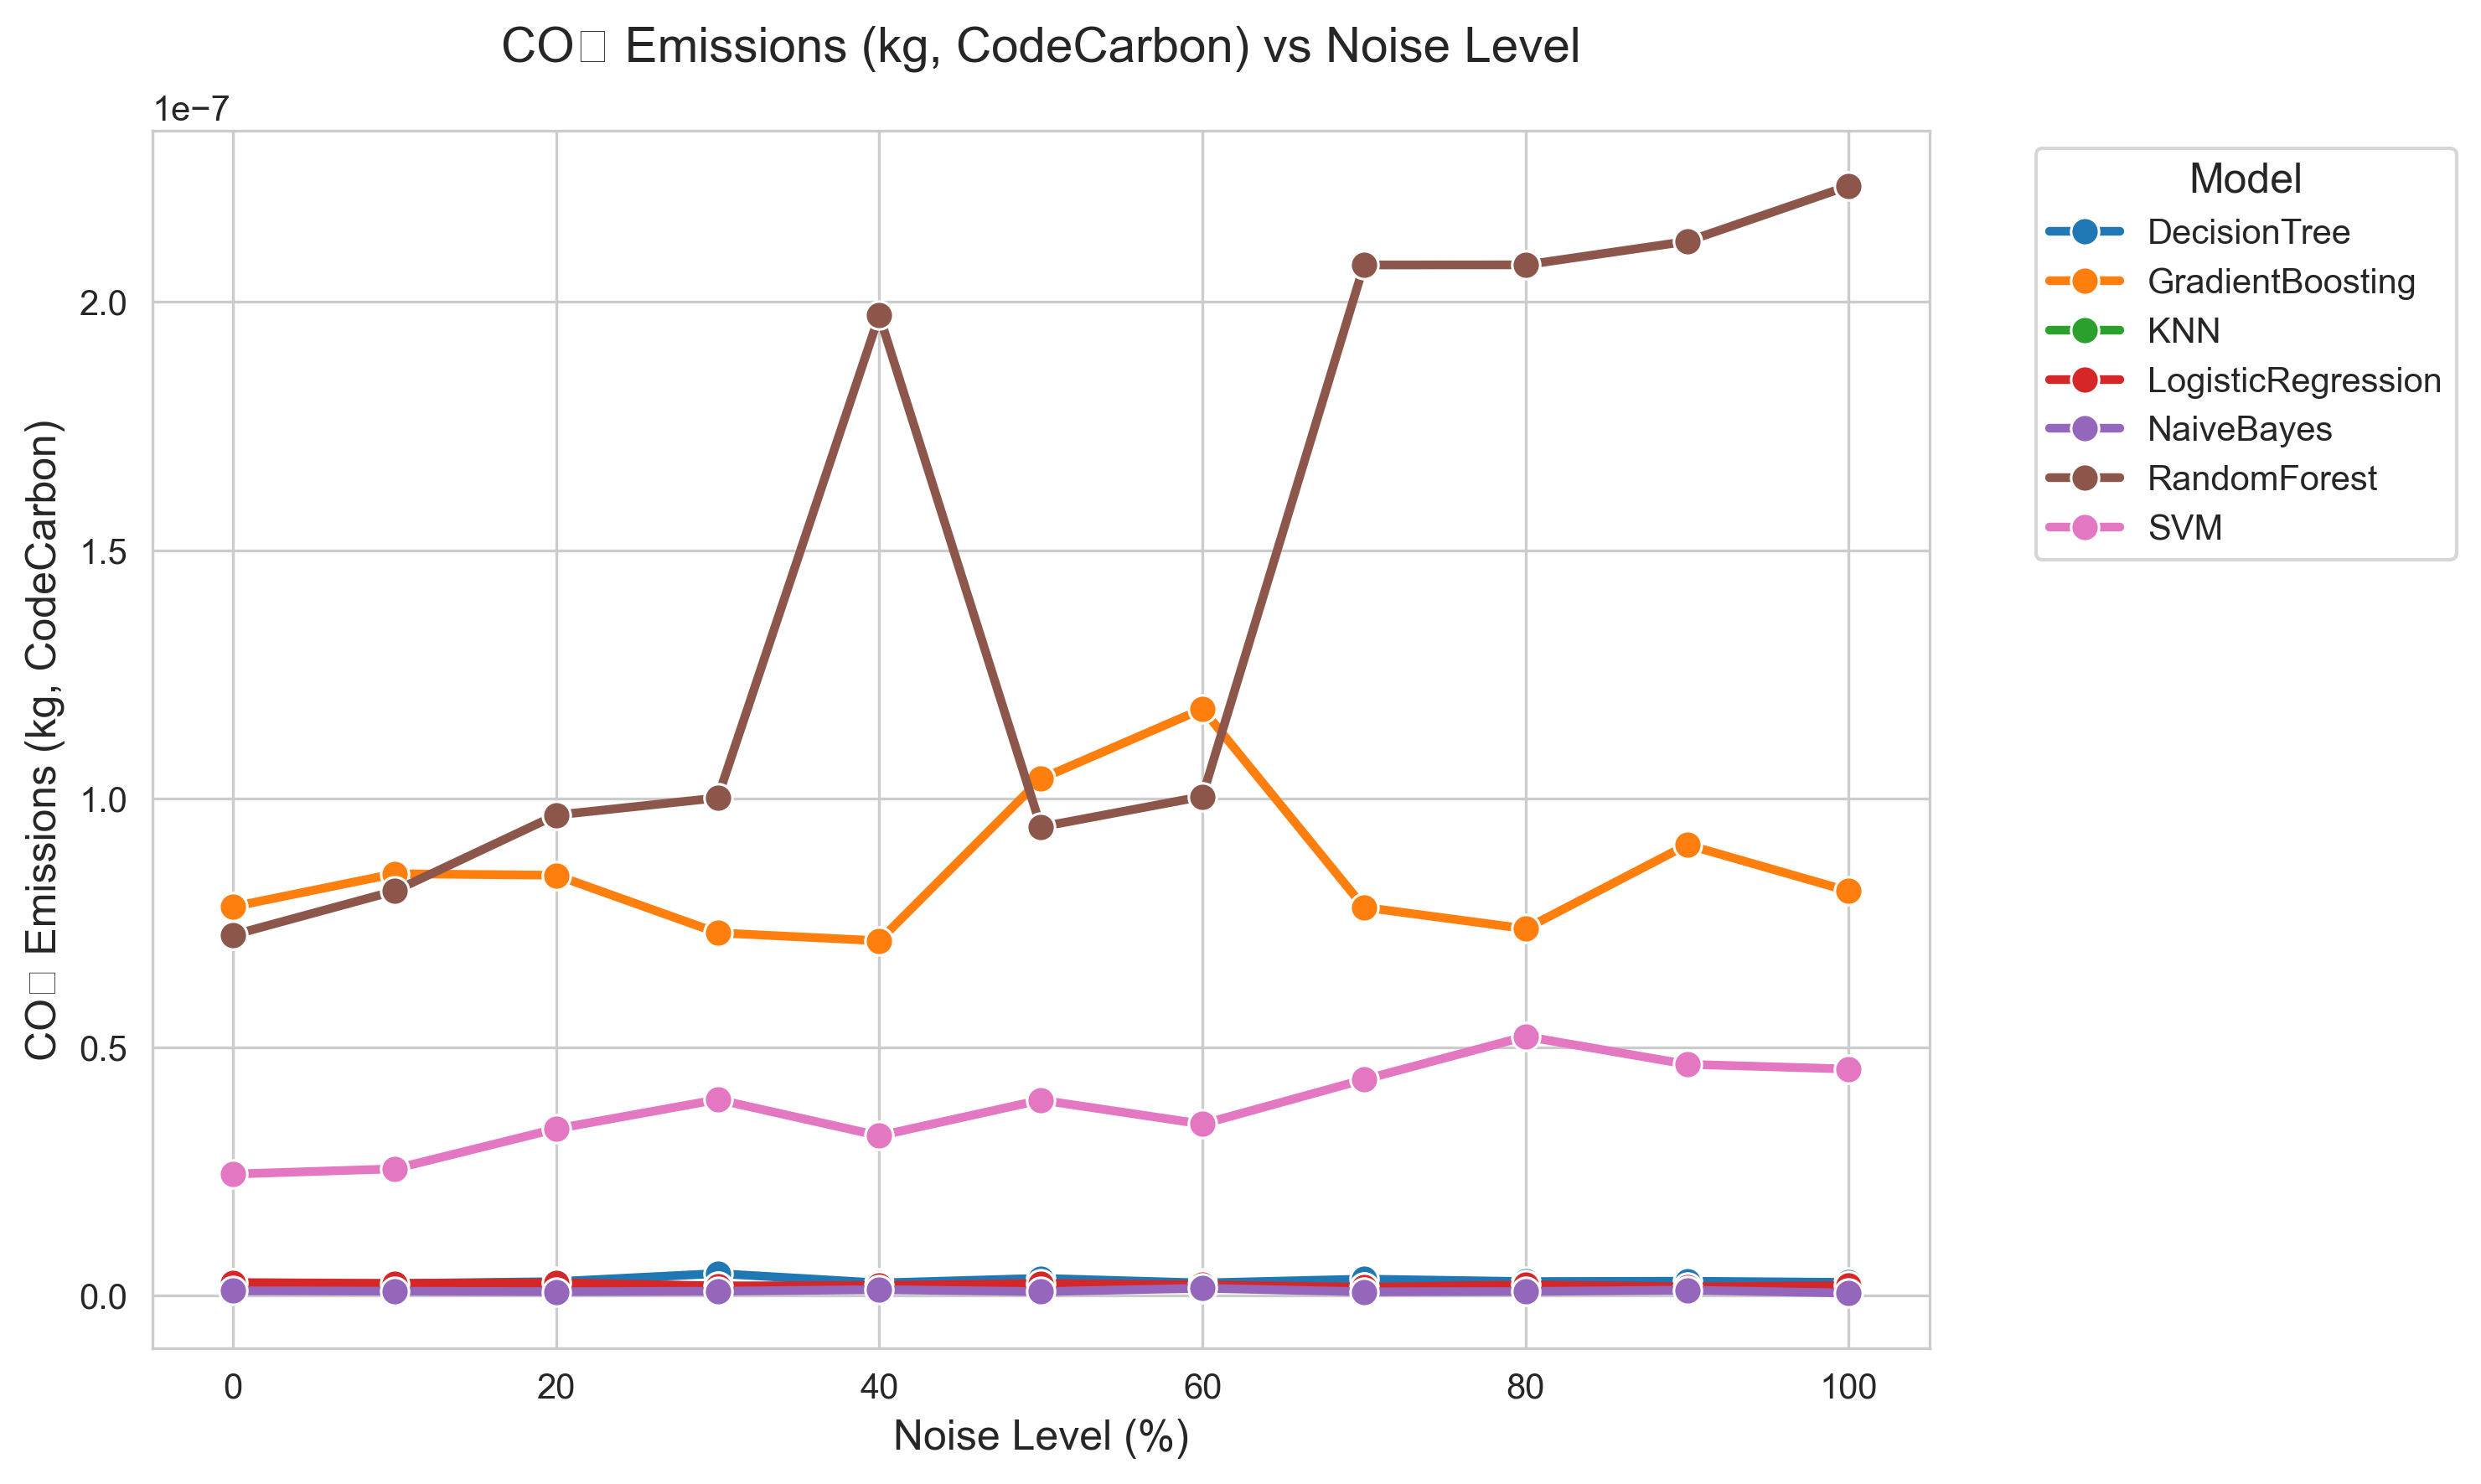 CO□ Emissions (kg, CodeCarbon) vs Noise Level
1e−7
2.0
1.5
1.0
0.5
0.0
CO□ Emissions (kg, CodeCarbon)
0 20 40 60 80 100
Noise Level (%)
Model
DecisionTree
GradientBoosting
KNN
LogisticRegression
NaiveBayes
RandomForest
SVM